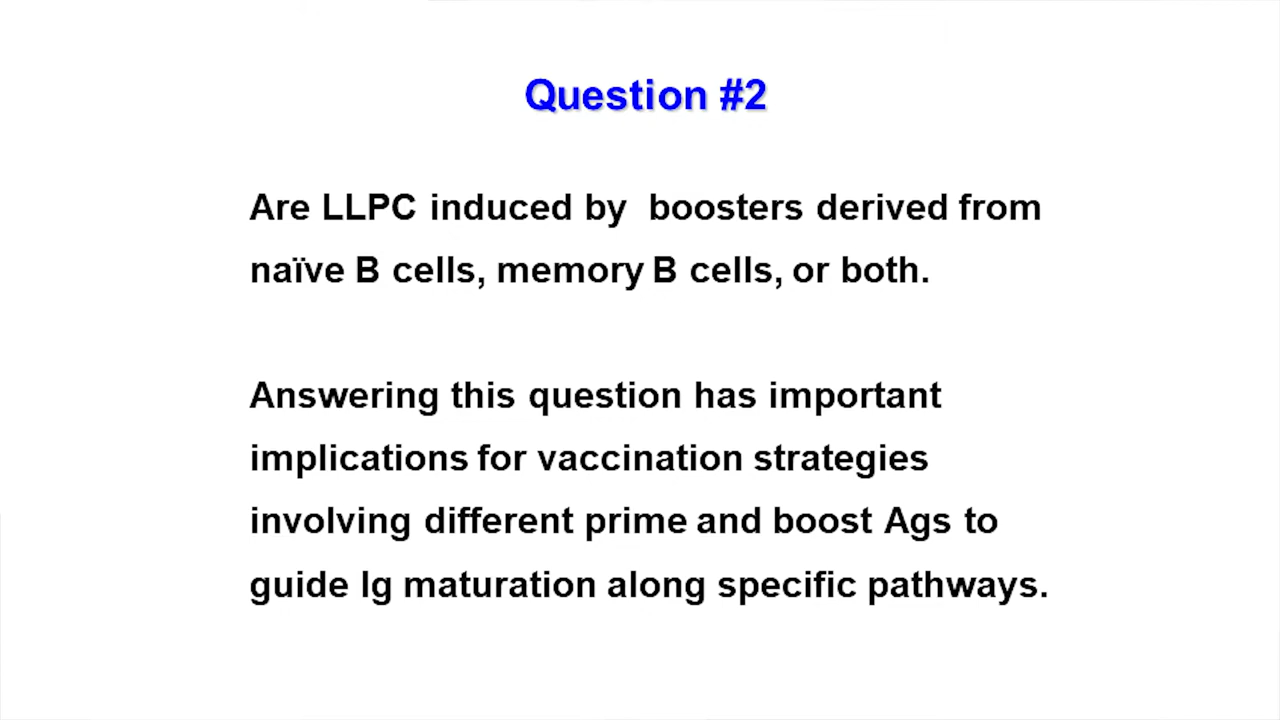 Question #2
Are LLPC induced by  boosters derived from
naïve B cells, memory B cells, or both.
Answering this question has important
implications for vaccination strategies
involving different prime and boost Ags to
guide Ig maturation along specific pathways.